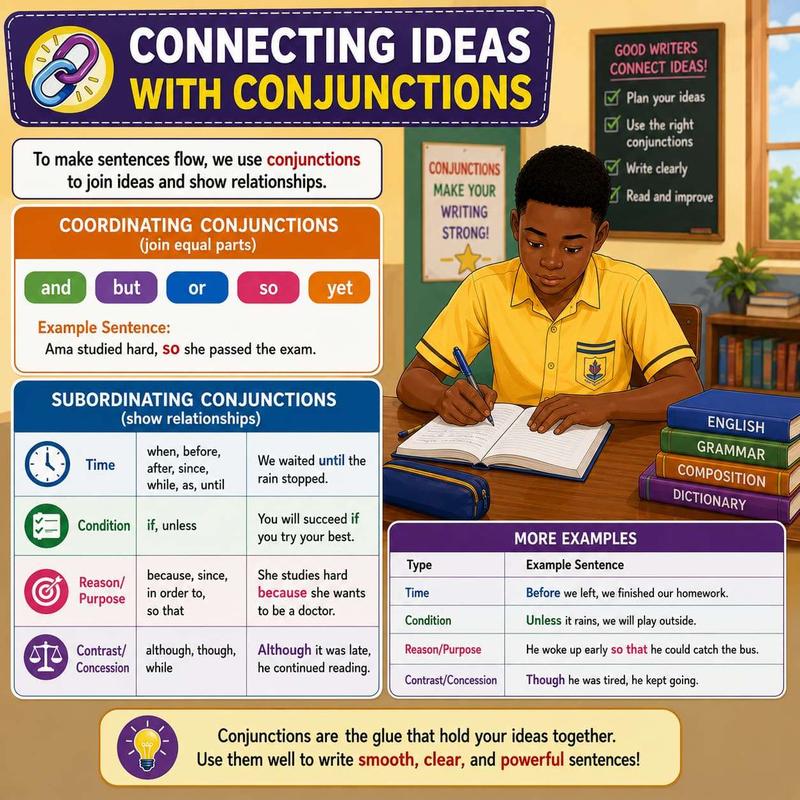 CONNECTING IDEAS
WITH CONJUNCTIONS
To make sentences flow, we use conjunctions
to join ideas and show relationships.
COORDINATING CONJUNCTIONS
(join equal parts)
and but or so yet
Example Sentence:
Ama studied hard, so she passed the exam.
SUBORDINATING CONJUNCTIONS
(show relationships)
Time
when, before,
after, since,
while, as, until
We waited until the
rain stopped.
Condition
if, unless
You will succeed if
you try your best.
Reason/
Purpose
because, since,
in order to,
so that
She studies hard
because she wants
to be a doctor.
Contrast/
Concession
although, though,
while
Although it was late,
he continued reading.
GOOD WRITERS
CONNECT IDEAS!
Plan your ideas
Use the right
conjunctions
Write clearly
Read and improve
CONJUNCTIONS
MAKE YOUR
WRITING
STRONG!
ENGLISH
GRAMMAR
COMPOSITION
DICTIONARY
MORE EXAMPLES
Type Example Sentence
Time Before we left, we finished our homework.
Condition Unless it rains, we will play outside.
Reason/Purpose He woke up early so that he could catch the bus.
Contrast/Concession Though he was tired, he kept going.
Conjunctions are the glue that hold your ideas together.
Use them well to write smooth, clear, and powerful sentences!